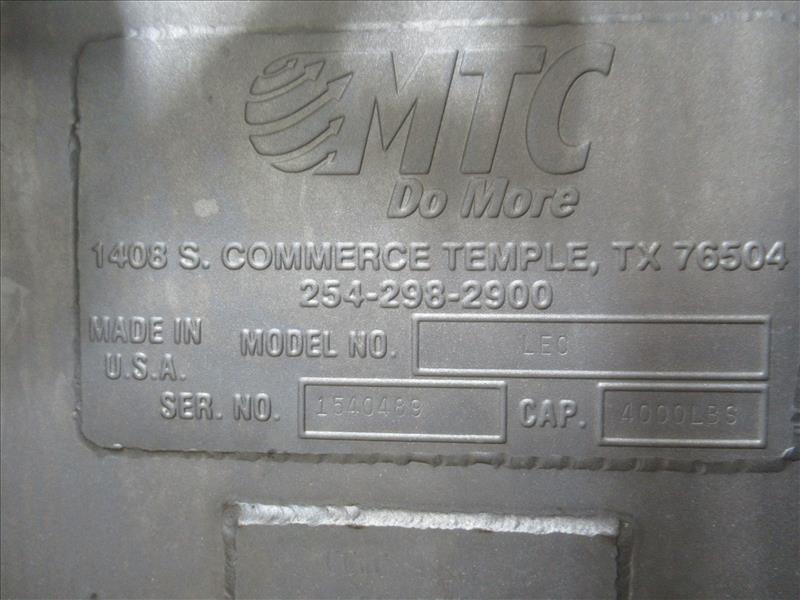 MTC
Do More
1408 S. COMMERCE TEMPLE, TX 76504
254-298-2900
MADE IN U.S.A.
MODEL NO. LEC
SER. NO. 1540489 CAP. 4000LBS